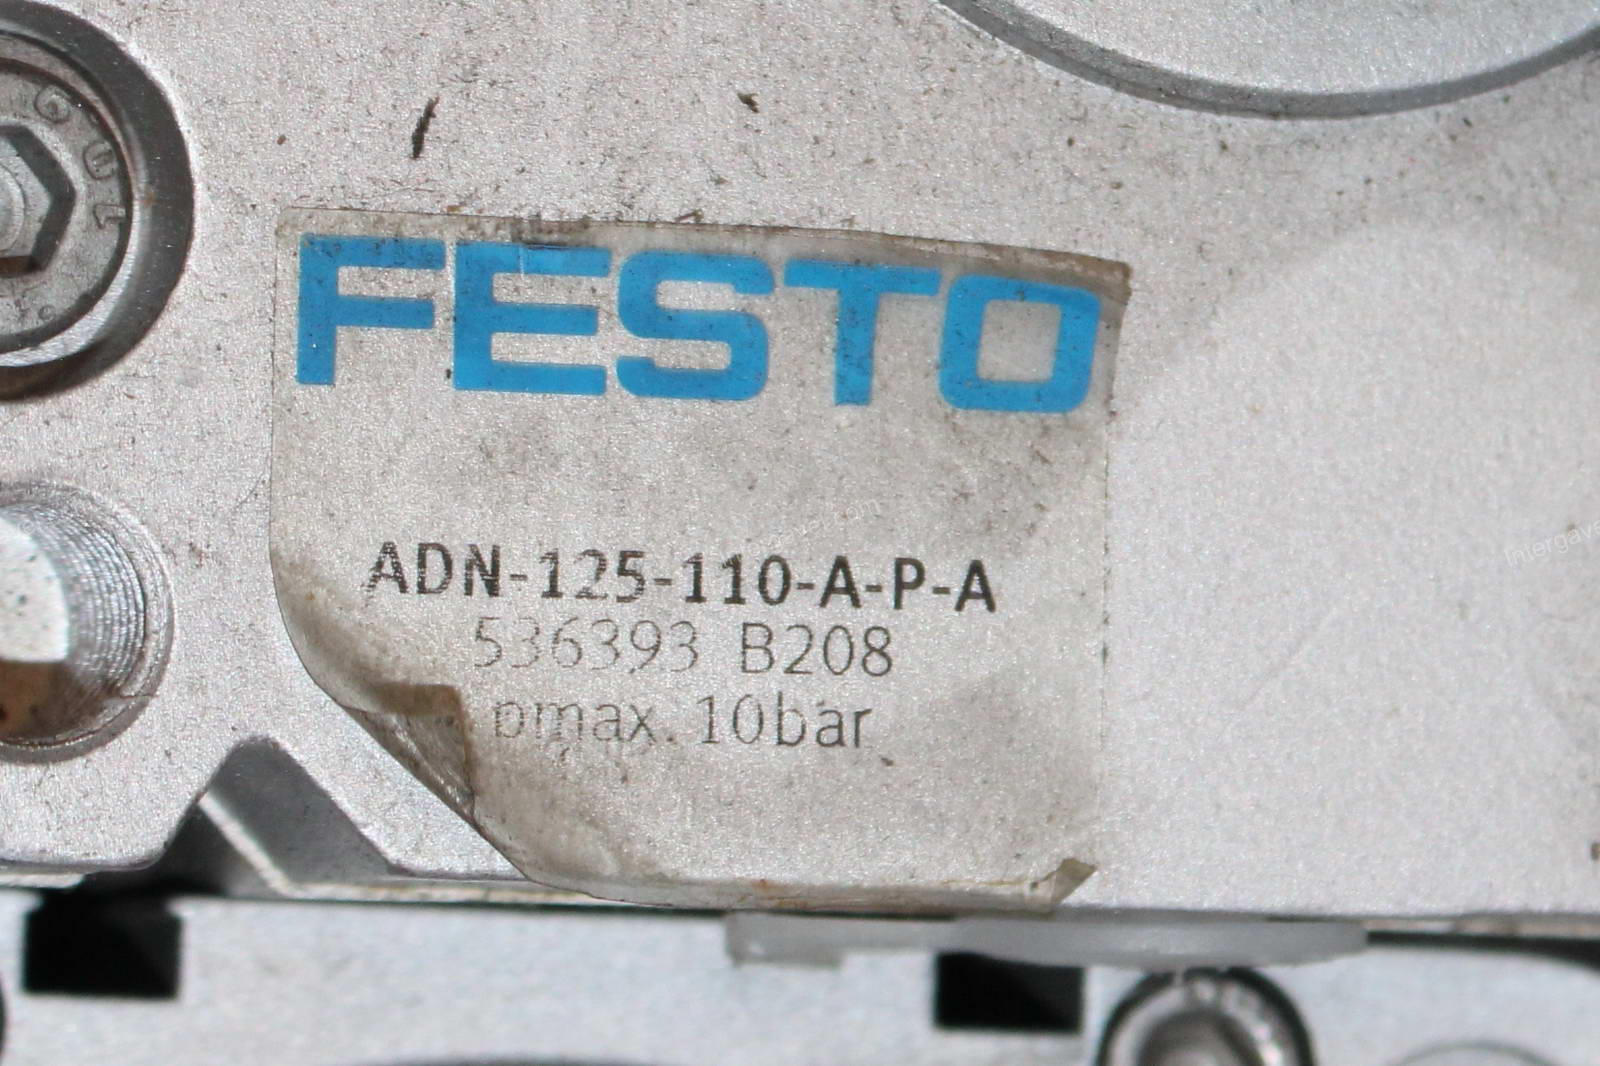 FESTO
ADN-125-110-A-P-A
536393 B208
pmax. 10bar